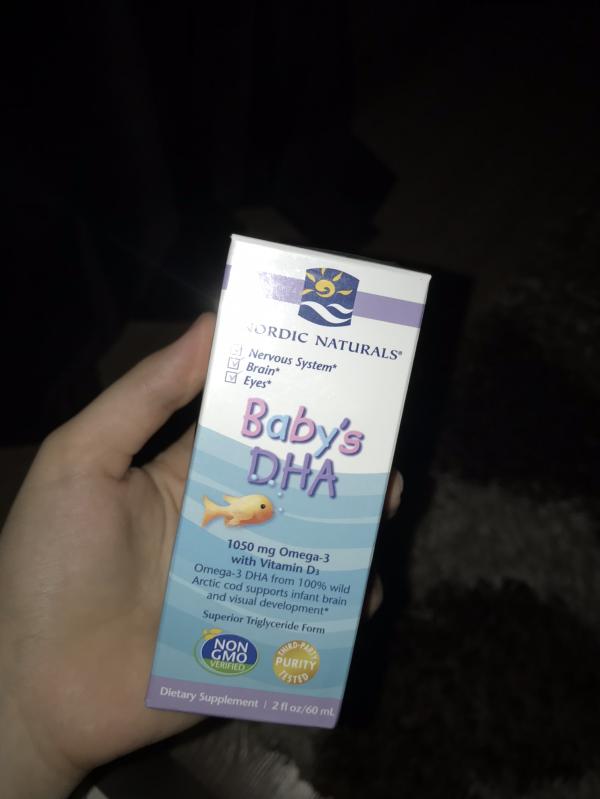 NORDIC NATURALS®
Nervous System*
Brain*
Eyes*
Baby's
DHA
1050 mg Omega-3
with Vitamin D3
Omega-3 DHA from 100% wild
Arctic cod supports infant brain
and visual development*
Superior Triglyceride Form
NON
GMO
VERIFIED
THIRD-PARTY
PURITY
TESTED
Dietary Supplement | 2 fl oz/60 mL